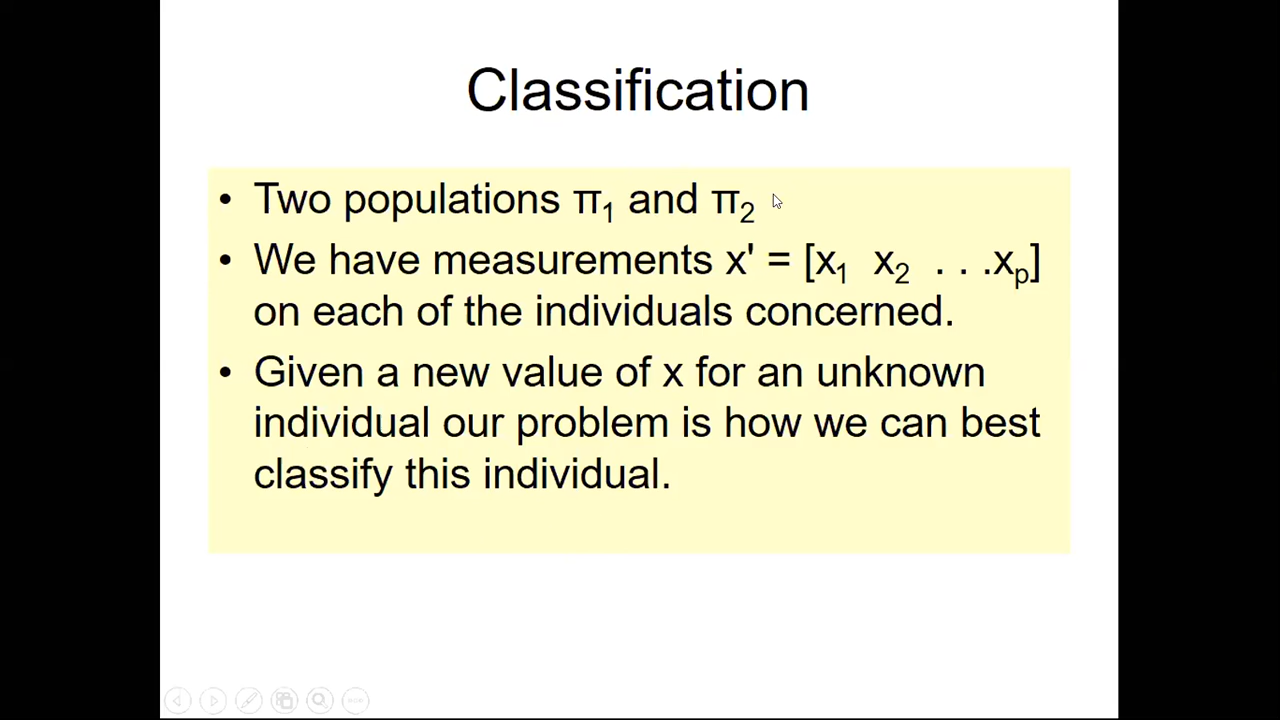 Classification
• Two populations π₁ and π₂
• We have measurements x' = [x₁ x₂ . . .xₚ]
on each of the individuals concerned.
• Given a new value of x for an unknown
individual our problem is how we can best
classify this individual.